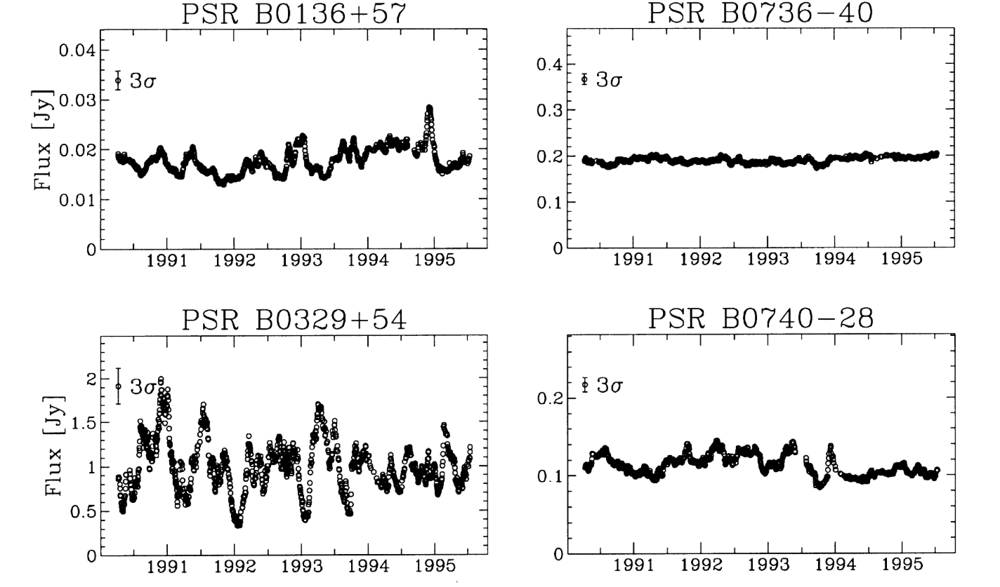 PSR B0136+57
0.04
3σ
0.03
0.02
0.01
0
Flux [Jy]
1991 1992 1993 1994 1995
PSR B0736−40
0.4
3σ
0.3
0.2
0.1
0
1991 1992 1993 1994 1995
PSR B0329+54
2
3σ
1.5
1
0.5
0
Flux [Jy]
1991 1992 1993 1994 1995
PSR B0740−28
3σ
0.2
0.1
0
1991 1992 1993 1994 1995